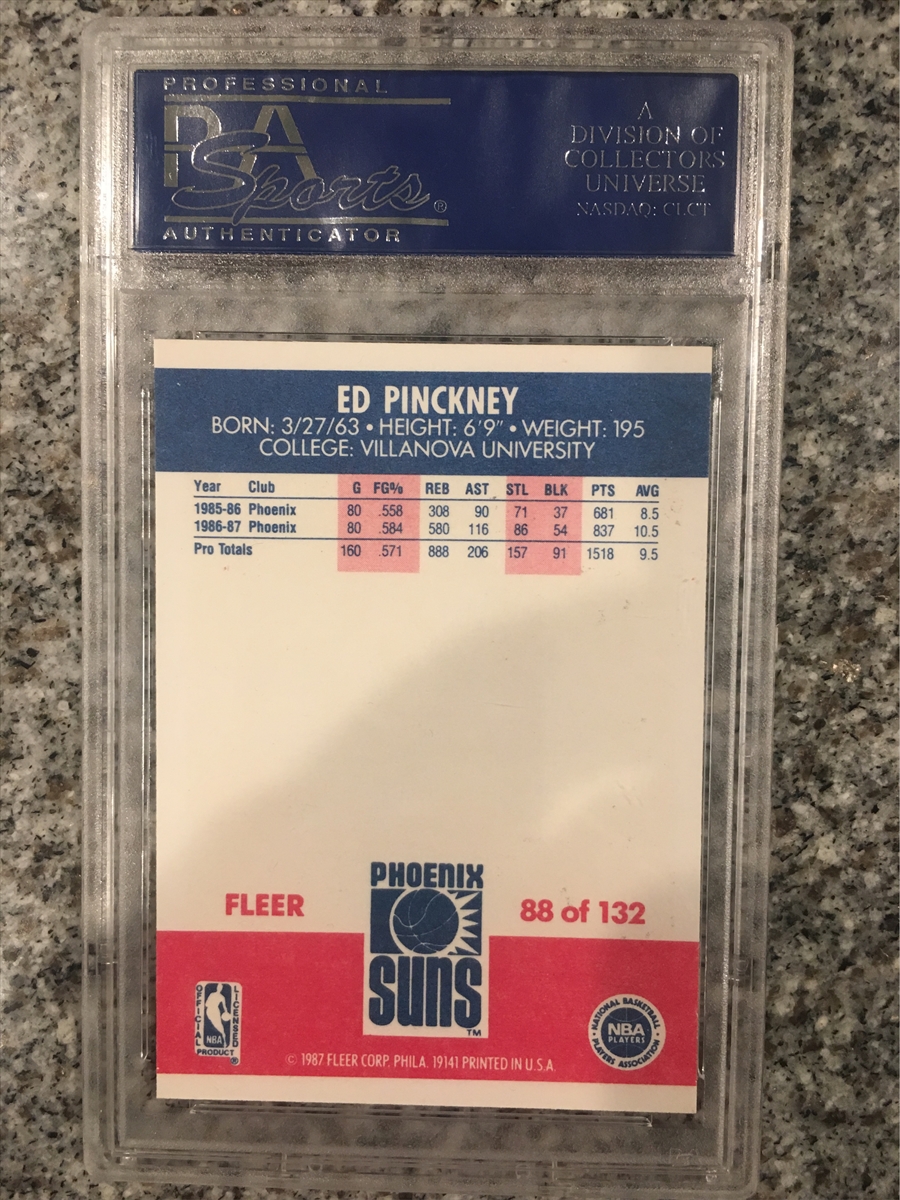 PROFESSIONAL
PSA
Sports®
AUTHENTICATOR
A
DIVISION OF
COLLECTORS
UNIVERSE
NASDAQ: CLCT
ED PINCKNEY
BORN: 3/27/63 • HEIGHT: 6'9" • WEIGHT: 195
COLLEGE: VILLANOVA UNIVERSITY
Year Club G FG% REB AST STL BLK PTS AVG
1985-86 Phoenix 80 .558 308 90 71 37 681 8.5
1986-87 Phoenix 80 .584 580 116 86 54 837 10.5
Pro Totals 160 .571 888 206 157 91 1518 9.5
FLEER
PHOENIX
SUNS™
88 of 132
OFFICIAL
LICENSED
NBA
PRODUCT®
NATIONAL BASKETBALL
NBA
PLAYERS
PLAYERS ASSOCIATION
© 1987 FLEER CORP. PHILA. 19141 PRINTED IN U.S.A.